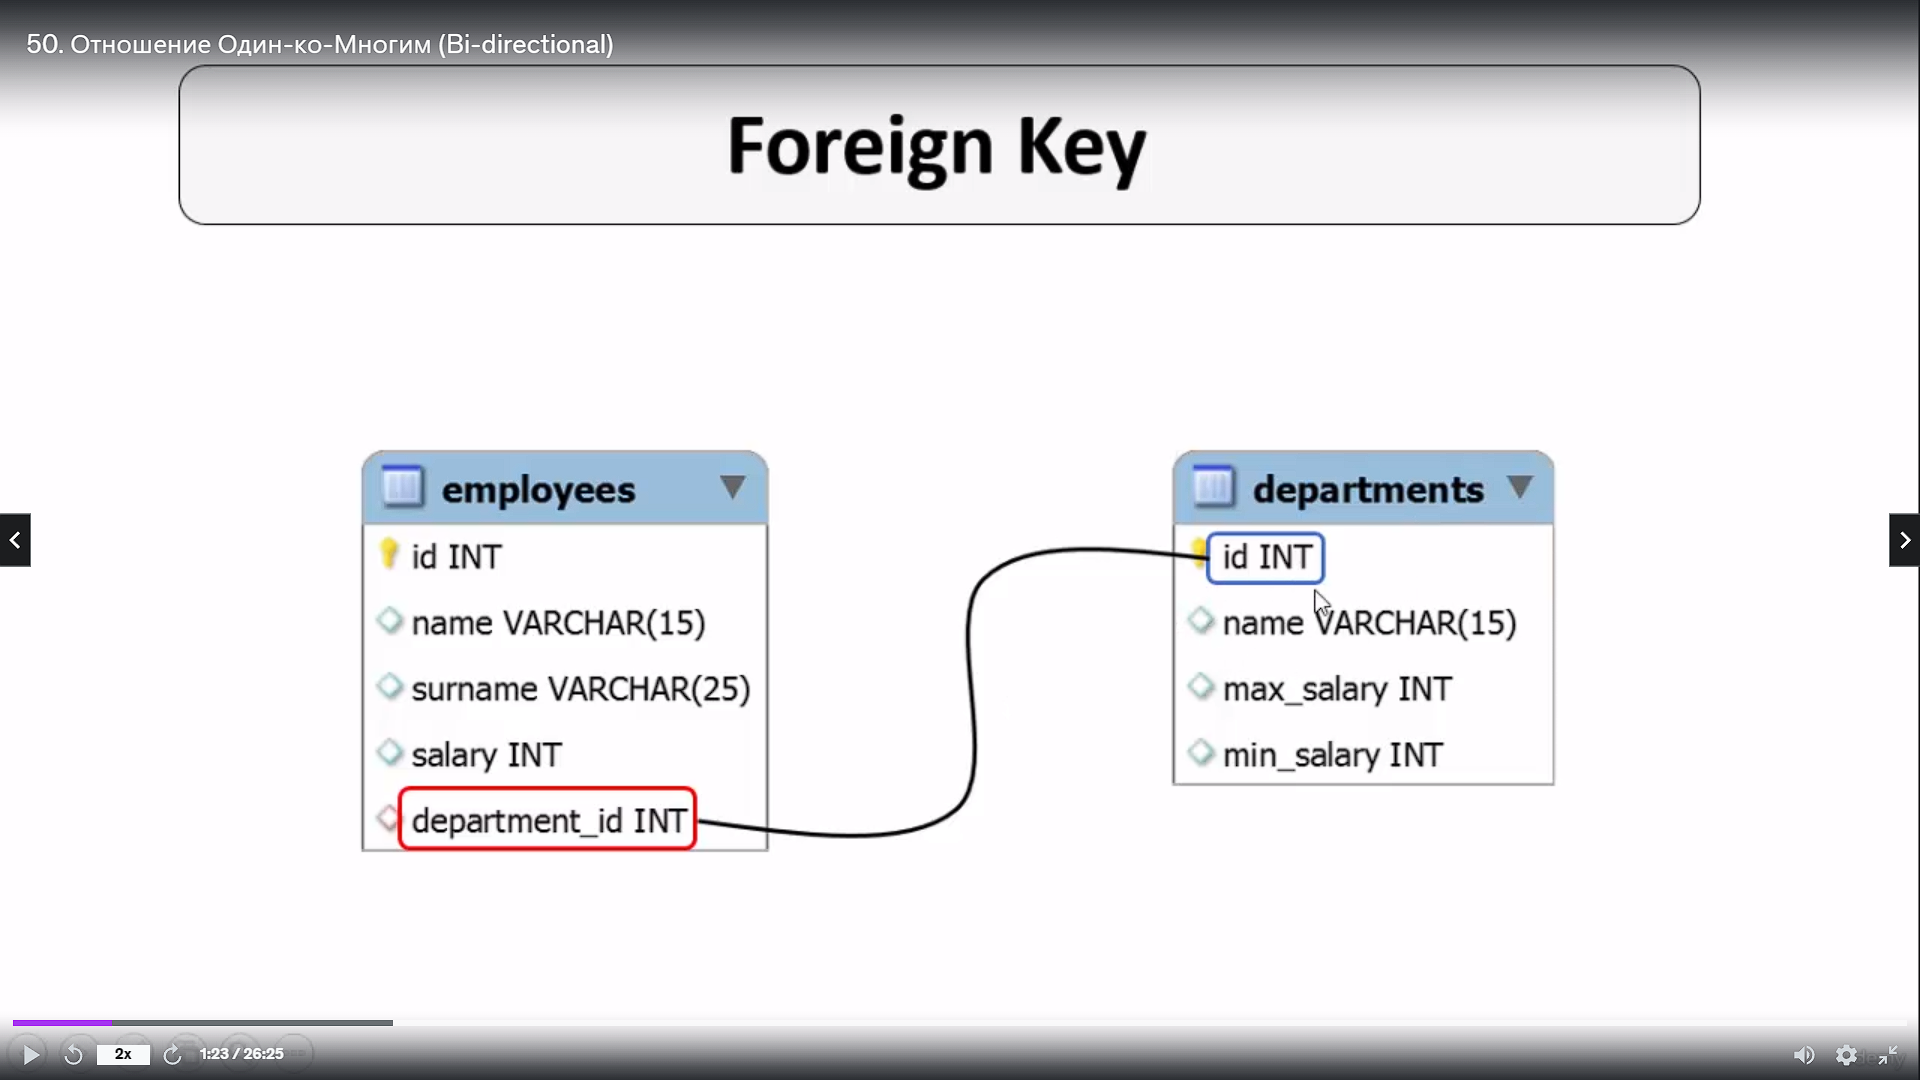 50. Отношение Один-ко-Многим (Bi-directional)
Foreign Key
employees
id INT
name VARCHAR(15)
surname VARCHAR(25)
salary INT
department_id INT
departments
id INT
name VARCHAR(15)
max_salary INT
min_salary INT
2x
1:23 / 26:25